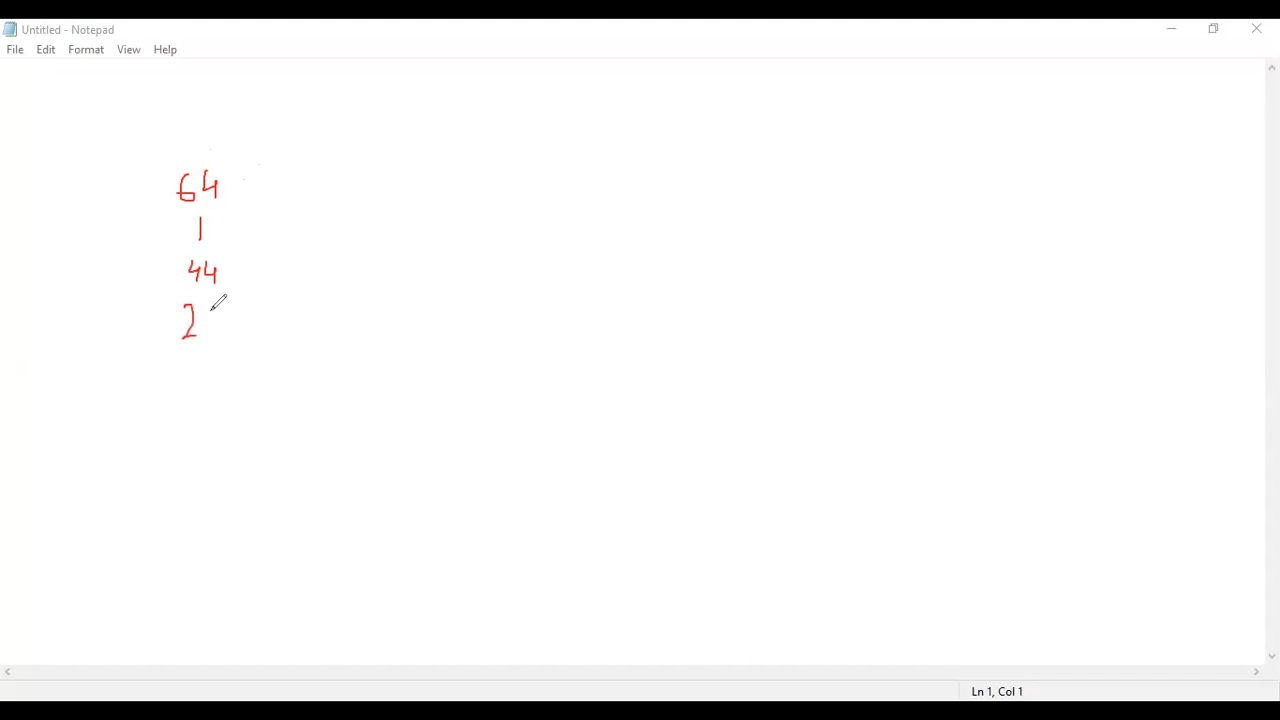 Untitled - Notepad
File Edit Format View Help
64
1
44
2
Ln 1, Col 1